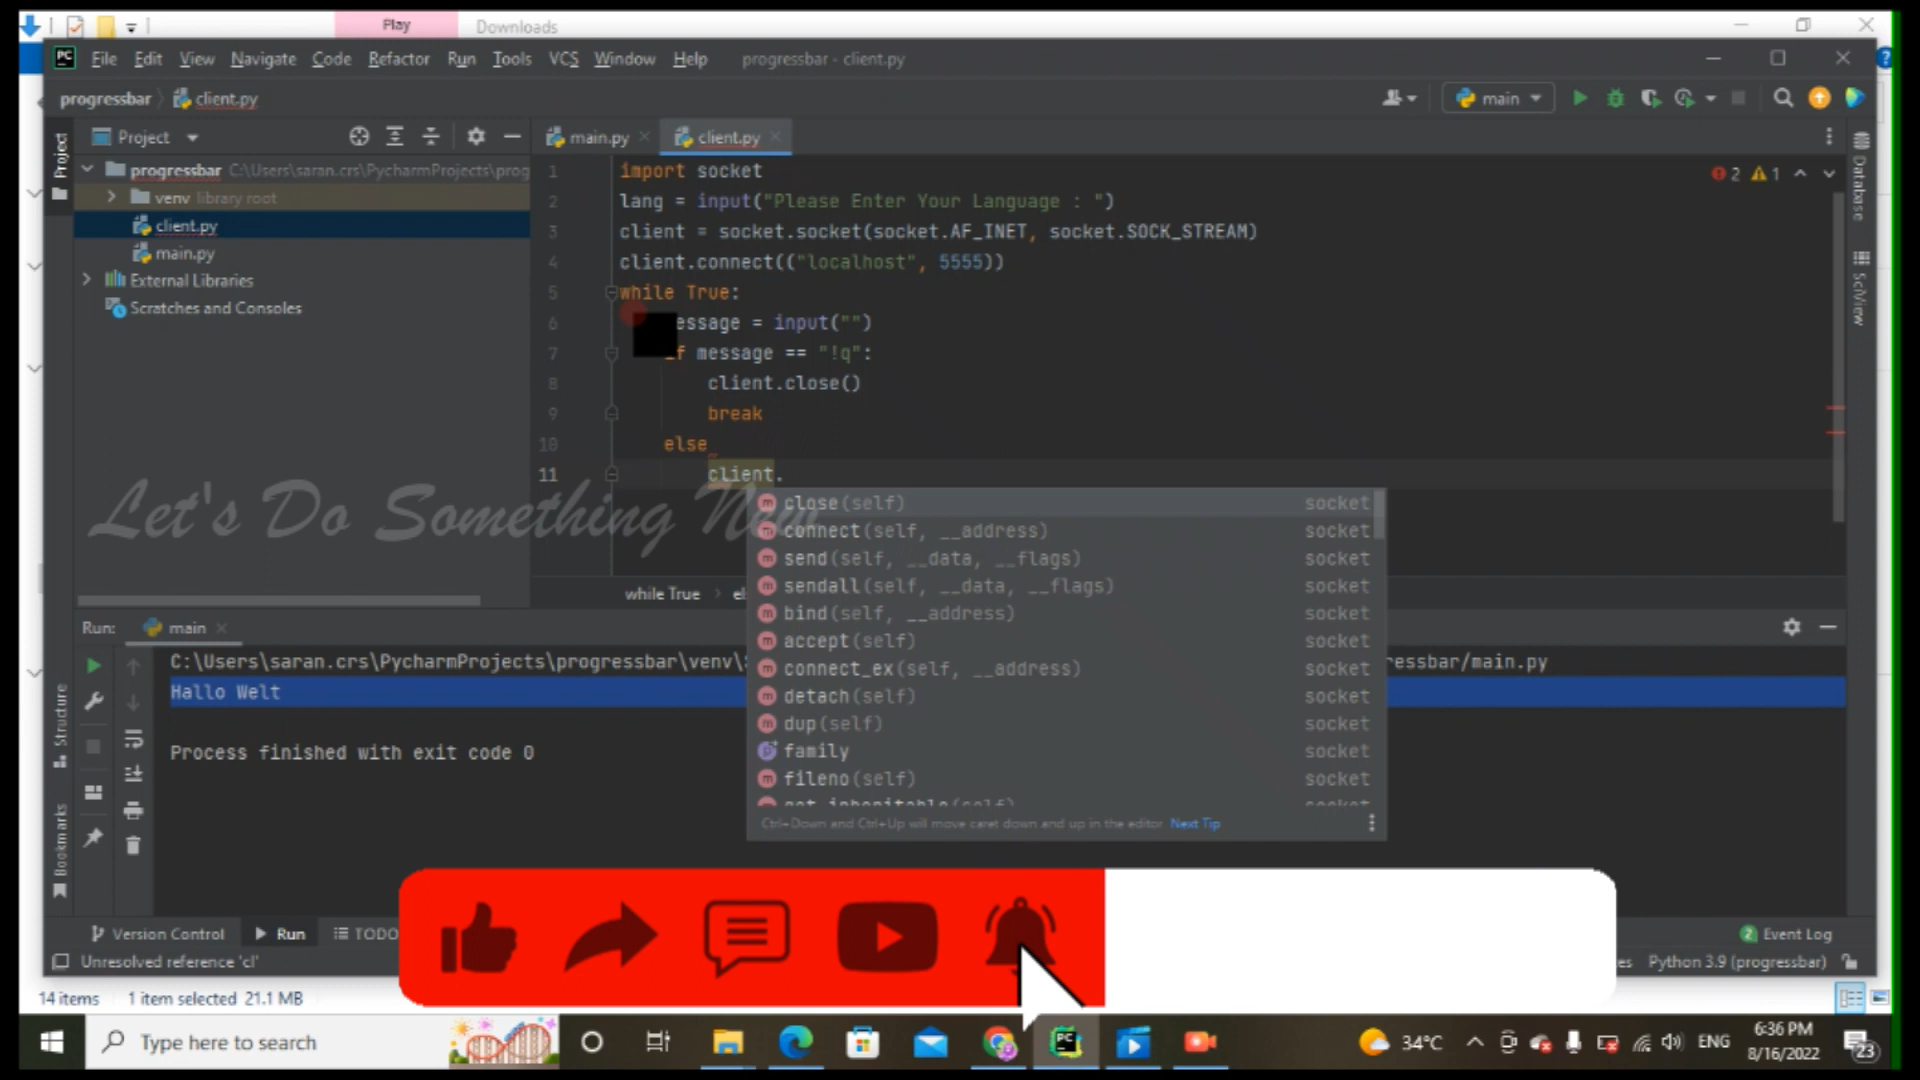 Play Downloads
File Edit View Navigate Code Refactor Run Tools VCS Window Help progressbar - client.py
progressbar client.py main
Project main.py client.py
Project
progressbar C:\Users\saran.crs\PycharmProjects\prog
venv library root
client.py
main.py
External Libraries
Scratches and Consoles
2 1
1 import socket
2 lang = input("Please Enter Your Language : ")
3 client = socket.socket(socket.AF_INET, socket.SOCK_STREAM)
4 client.connect(("localhost", 5555))
5 while True:
6 essage = input("")
7 if message == "!q":
8 client.close()
9 break
10 else
11 client.
Database
SciView
Let's Do Something New
close(self) socket
connect(self, __address) socket
send(self, __data, __flags) socket
sendall(self, __data, __flags) socket
bind(self, __address) socket
accept(self) socket
connect_ex(self, __address) socket
detach(self) socket
dup(self) socket
family socket
fileno(self) socket
get_inheritable(self) socket
Ctrl+Down and Ctrl+Up will move caret down and up in the editor Next Tip
while True
Run: main
C:\Users\saran.crs\PycharmProjects\progressbar\venv\ ressbar/main.py
Hallo Welt
Process finished with exit code 0
Structure
Bookmarks
Version Control Run TODO 2 Event Log
Unresolved reference 'cl' Python 3.9 (progressbar)
14 items 1 item selected 21.1 MB
Type here to search 34°C ENG 6:36 PM
8/16/2022 23